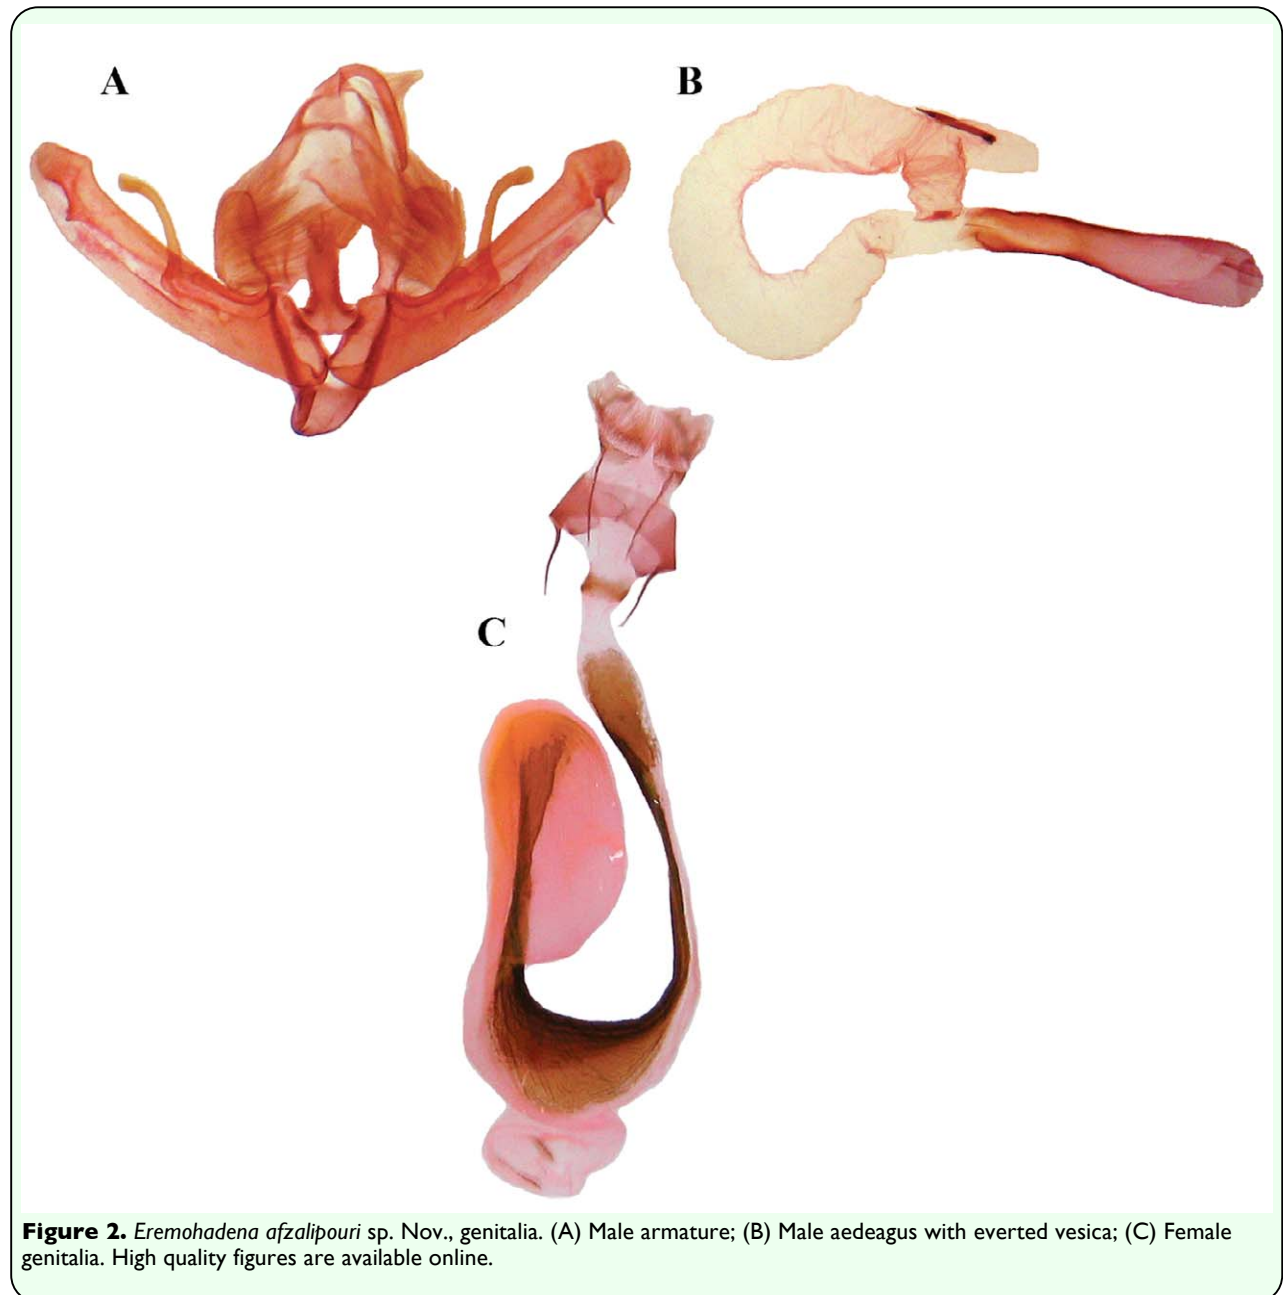 A
B
C
Figure 2. Eremohadena afzalipouri sp. Nov., genitalia. (A) Male armature; (B) Male aedeagus with everted vesica; (C) Female
genitalia. High quality figures are available online.